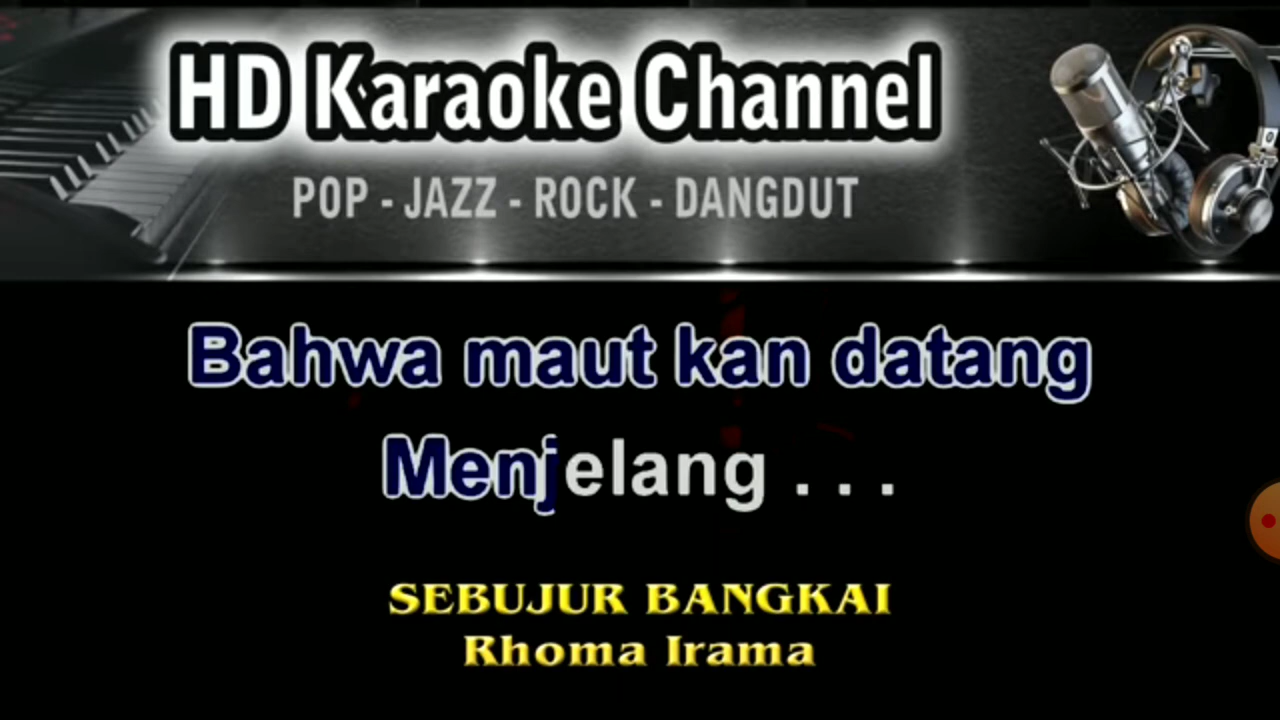 HD Karaoke Channel
POP - JAZZ - ROCK - DANGDUT
Bahwa maut kan datang
Menjelang . . .
SEBUJUR BANGKAI
Rhoma Irama